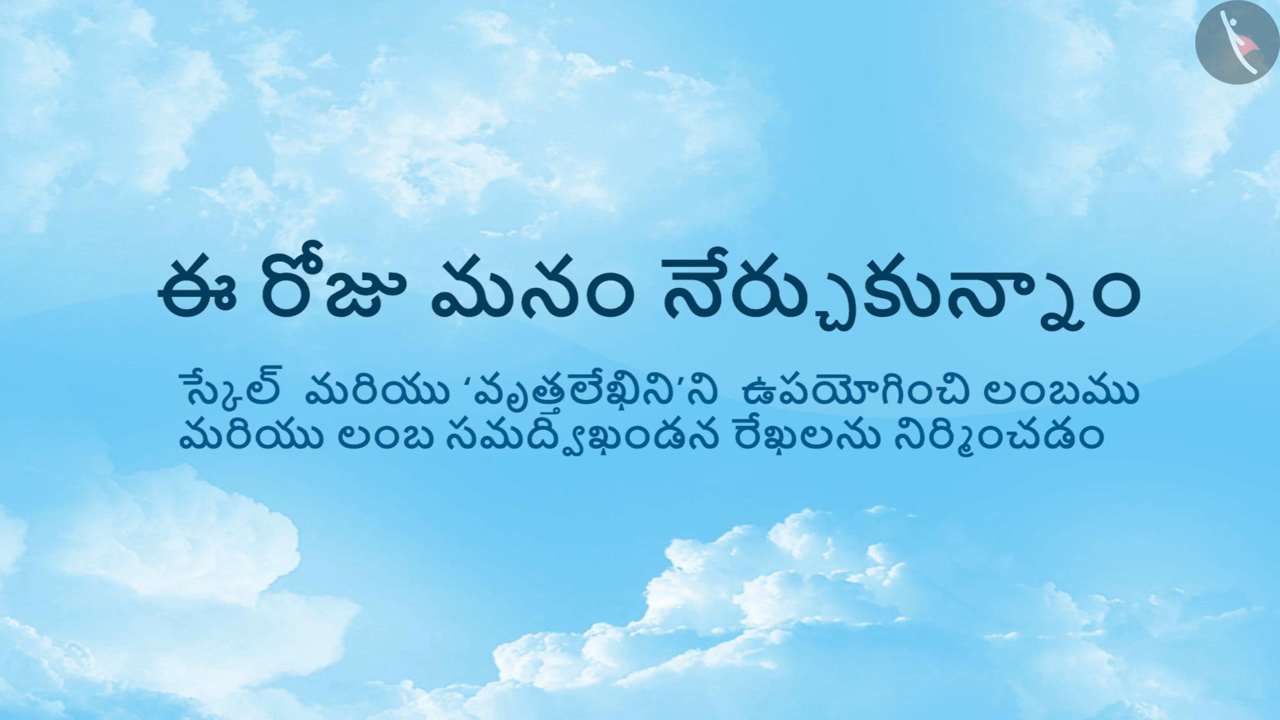 ఈ రోజు మనం నేర్చుకున్నాం
స్కేల్ మరియు ‘వృత్తలేఖిని’ని ఉపయోగించి లంబము
మరియు లంబ సమద్విఖండన రేఖలను నిర్మించడం